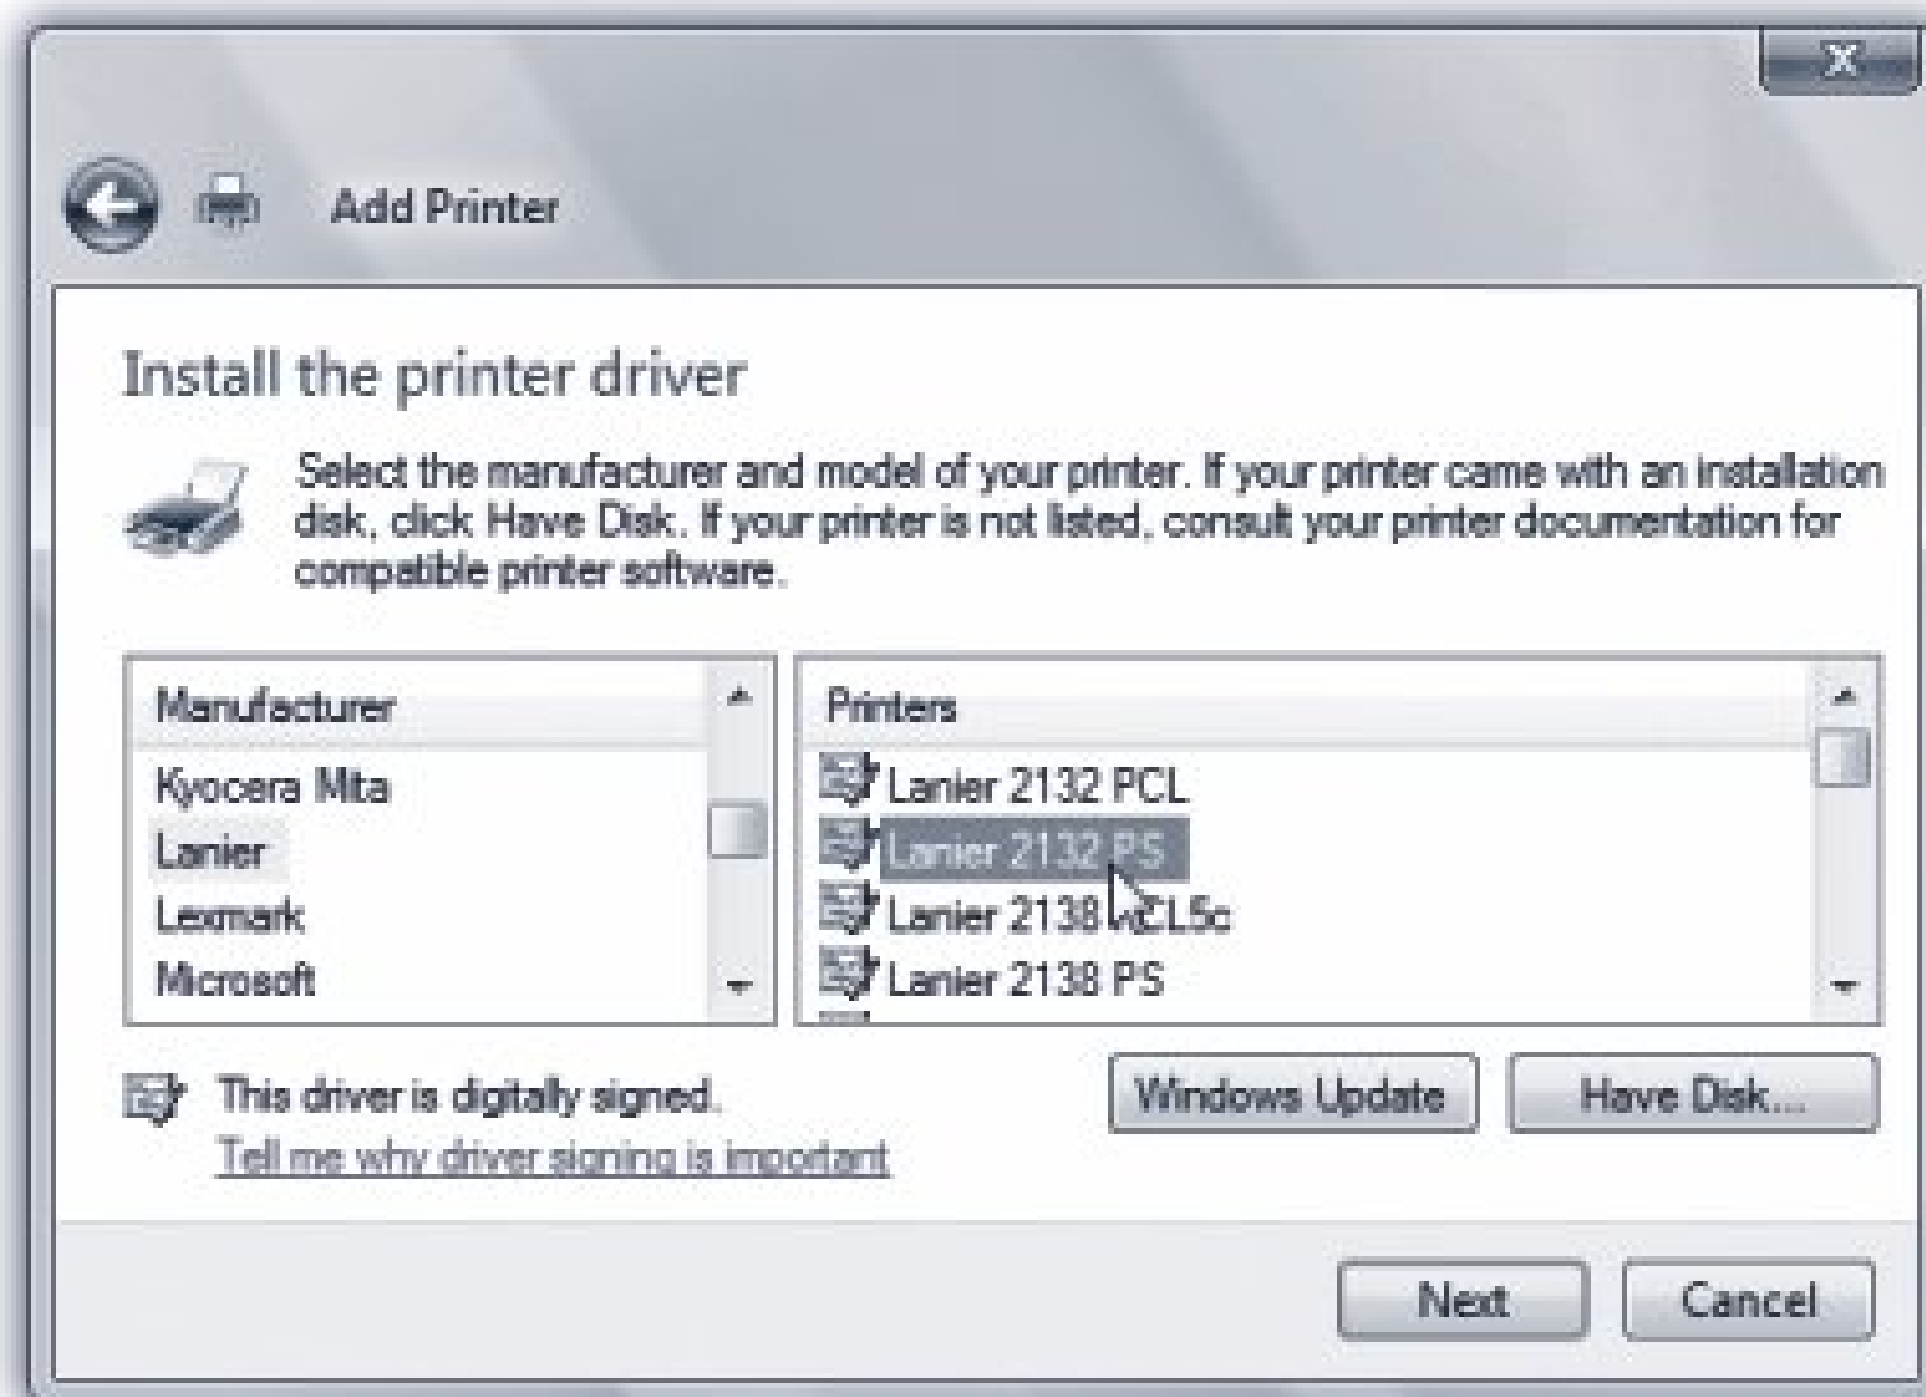 X
Add Printer
Install the printer driver
Select the manufacturer and model of your printer. If your printer came with an installation
disk, click Have Disk. If your printer is not listed, consult your printer documentation for
compatible printer software.
Manufacturer
Kyocera Mita
Lanier
Lexmark
Microsoft
Printers
Lanier 2132 PCL
Lanier 2132 PS
Lanier 2138 PCL5c
Lanier 2138 PS
This driver is digitally signed.
Tell me why driver signing is important
Windows Update
Have Disk...
Next
Cancel